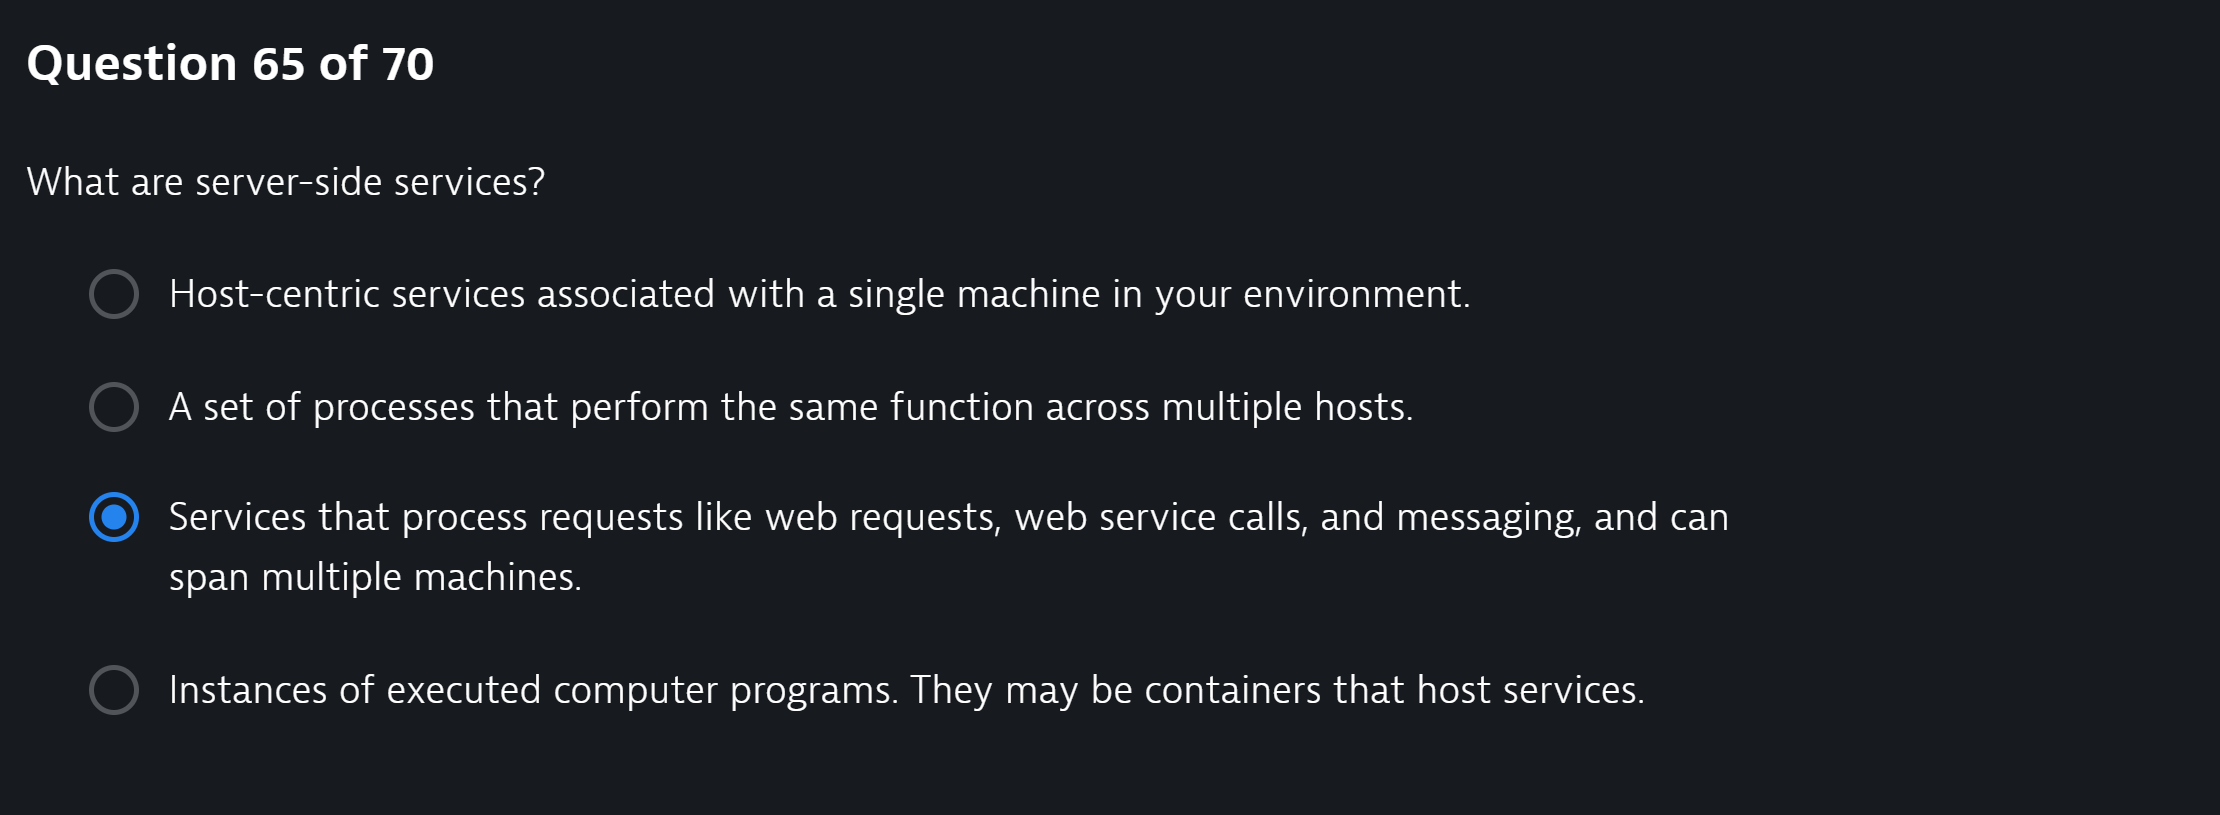 Question 65 of 70
What are server-side services?
Host-centric services associated with a single machine in your environment.
A set of processes that perform the same function across multiple hosts.
Services that process requests like web requests, web service calls, and messaging, and can
span multiple machines.
Instances of executed computer programs. They may be containers that host services.